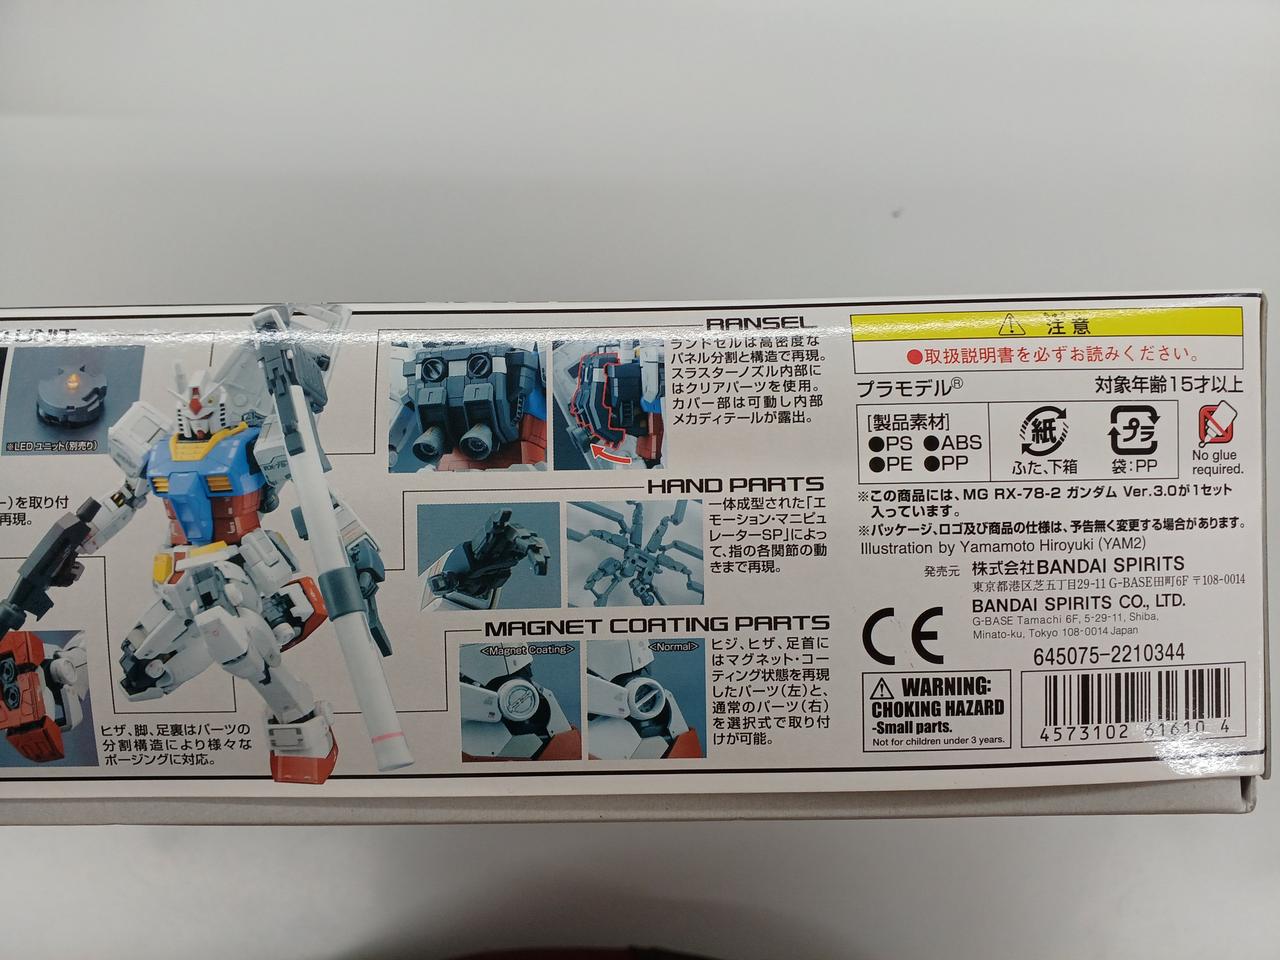 UNIT
※LEDユニット(別売り)
ー)を取り付
再現。
ヒザ、脚、足裏はパーツの
分割構造により様々な
ポージングに対応。
RANSEL
ランドセルは高密度な
パネル分割と構造で再現。
スラスターノズル内部に
はクリアパーツを使用。
カバー部は可動し内部
メカディテールが露出。
HAND PARTS
一体成型された「エ
モーション・マニピュ
レーターSP」によっ
て、指の各関節の動
きまで再現。
MAGNET COATING PARTS
<Magnet Coating>
<Normal>
ヒジ、ヒザ、足首に
はマグネット・コー
ティング状態を再現
したパーツ(左)と、
通常のパーツ(右)
を選択式で取り付
けが可能。
注意
●取扱説明書を必ずお読みください。
プラモデル® 対象年齢15才以上
[製品素材]
●PS ●ABS
●PE ●PP
紙
ふた、下箱
プラ
袋:PP
No glue
required.
※この商品には、MG RX-78-2 ガンダム Ver.3.0が1セット
入っています。
※パッケージ、ロゴ及び商品の仕様は、予告無く変更する場合があります。
Illustration by Yamamoto Hiroyuki (YAM2)
発売元 株式会社BANDAI SPIRITS
東京都港区芝五丁目29-11 G-BASE田町6F 〒108-0014
BANDAI SPIRITS CO., LTD.
G-BASE Tamachi 6F, 5-29-11, Shiba,
Minato-ku, Tokyo 108-0014 Japan
CE
645075-2210344
WARNING:
CHOKING HAZARD
-Small parts.
Not for children under 3 years.
4573102 61610 4